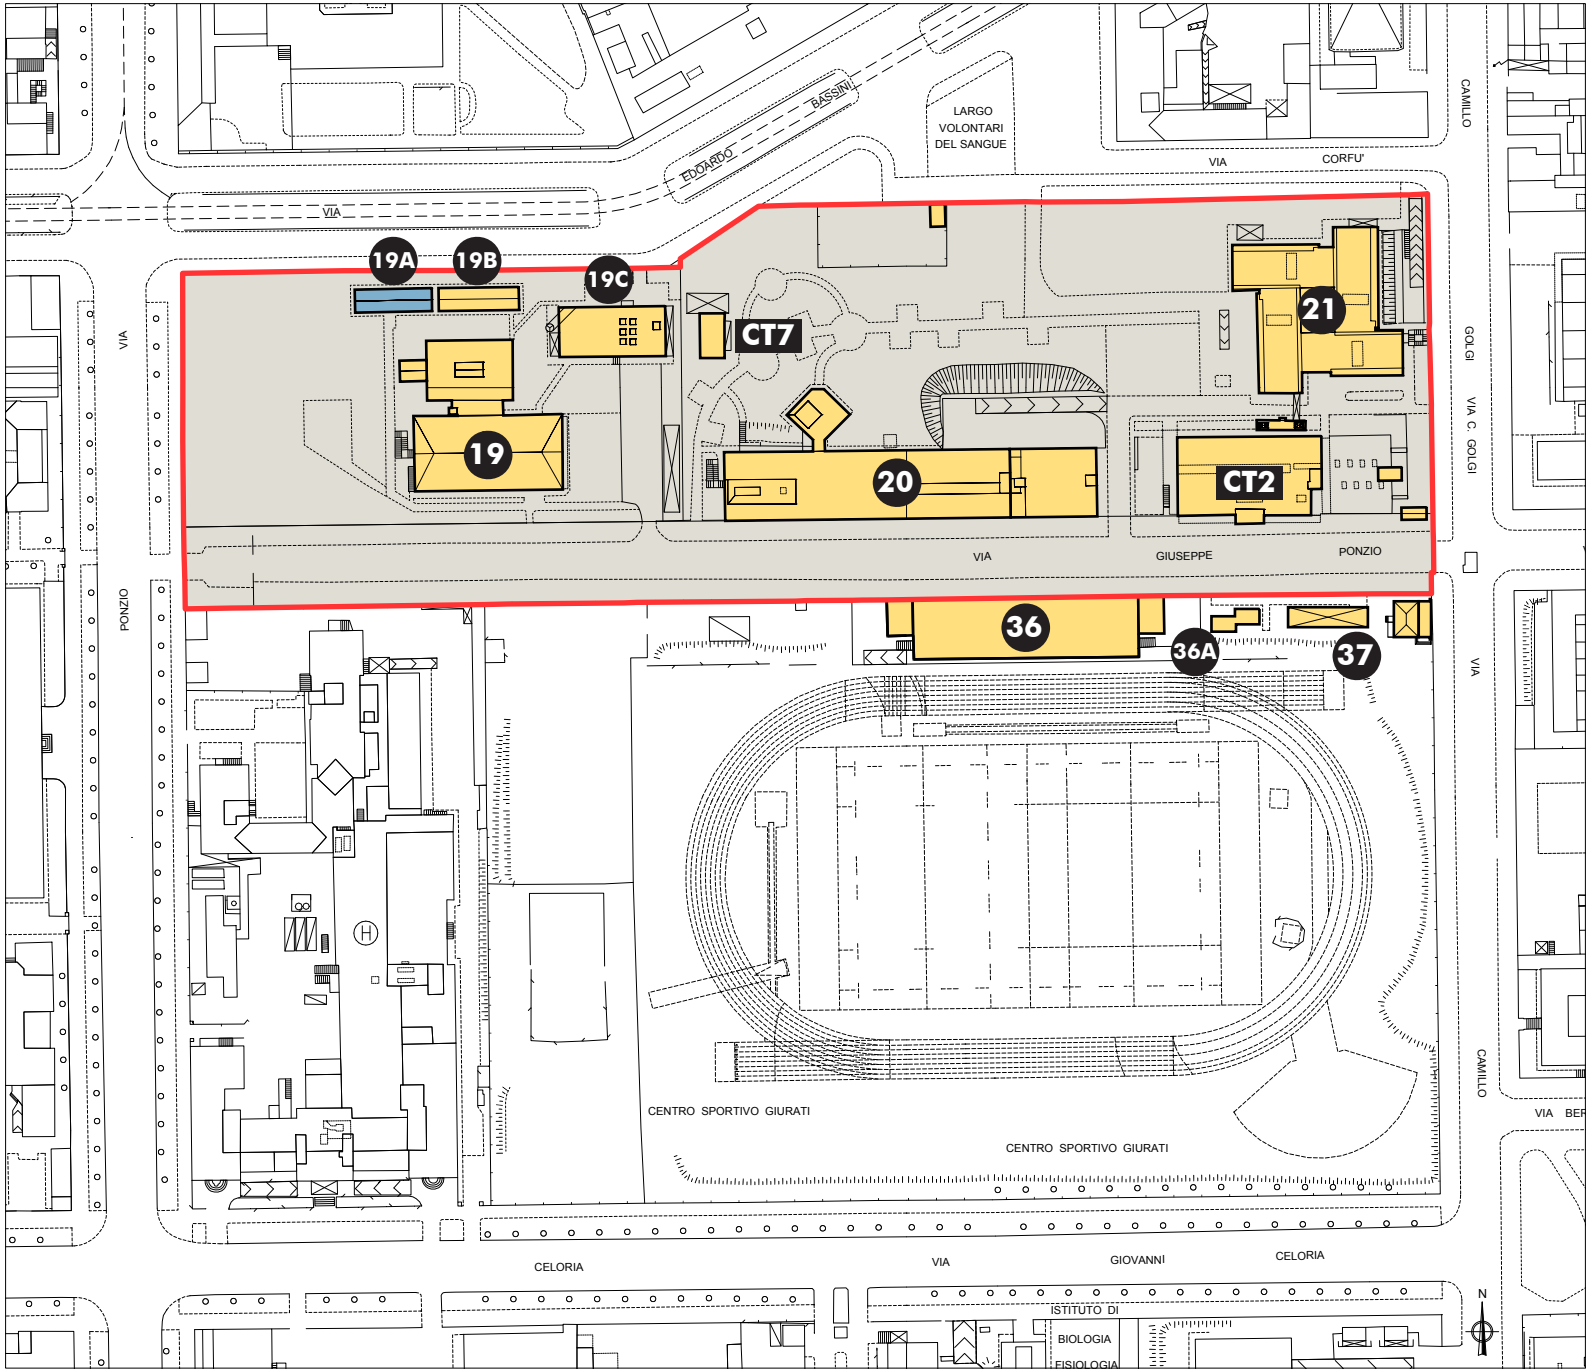 CAMILLO
BASSINI
LARGO
VOLONTARI
DEL SANGUE
EDOARDO
VIA
CORFU'
VIA
19A
19B
19C
21
CT7
VIA
GOLGI
VIA C. GOLGI
19
20
CT2
VIA
GIUSEPPE
PONZIO
PONZIO
36
36A
37
VIA
H
CAMILLO
CENTRO SPORTIVO GIURATI
VIA BER
CENTRO SPORTIVO GIURATI
CELORIA
VIA
GIOVANNI
CELORIA
N
ISTITUTO DI
BIOLOGIA
FISIOLOGIA